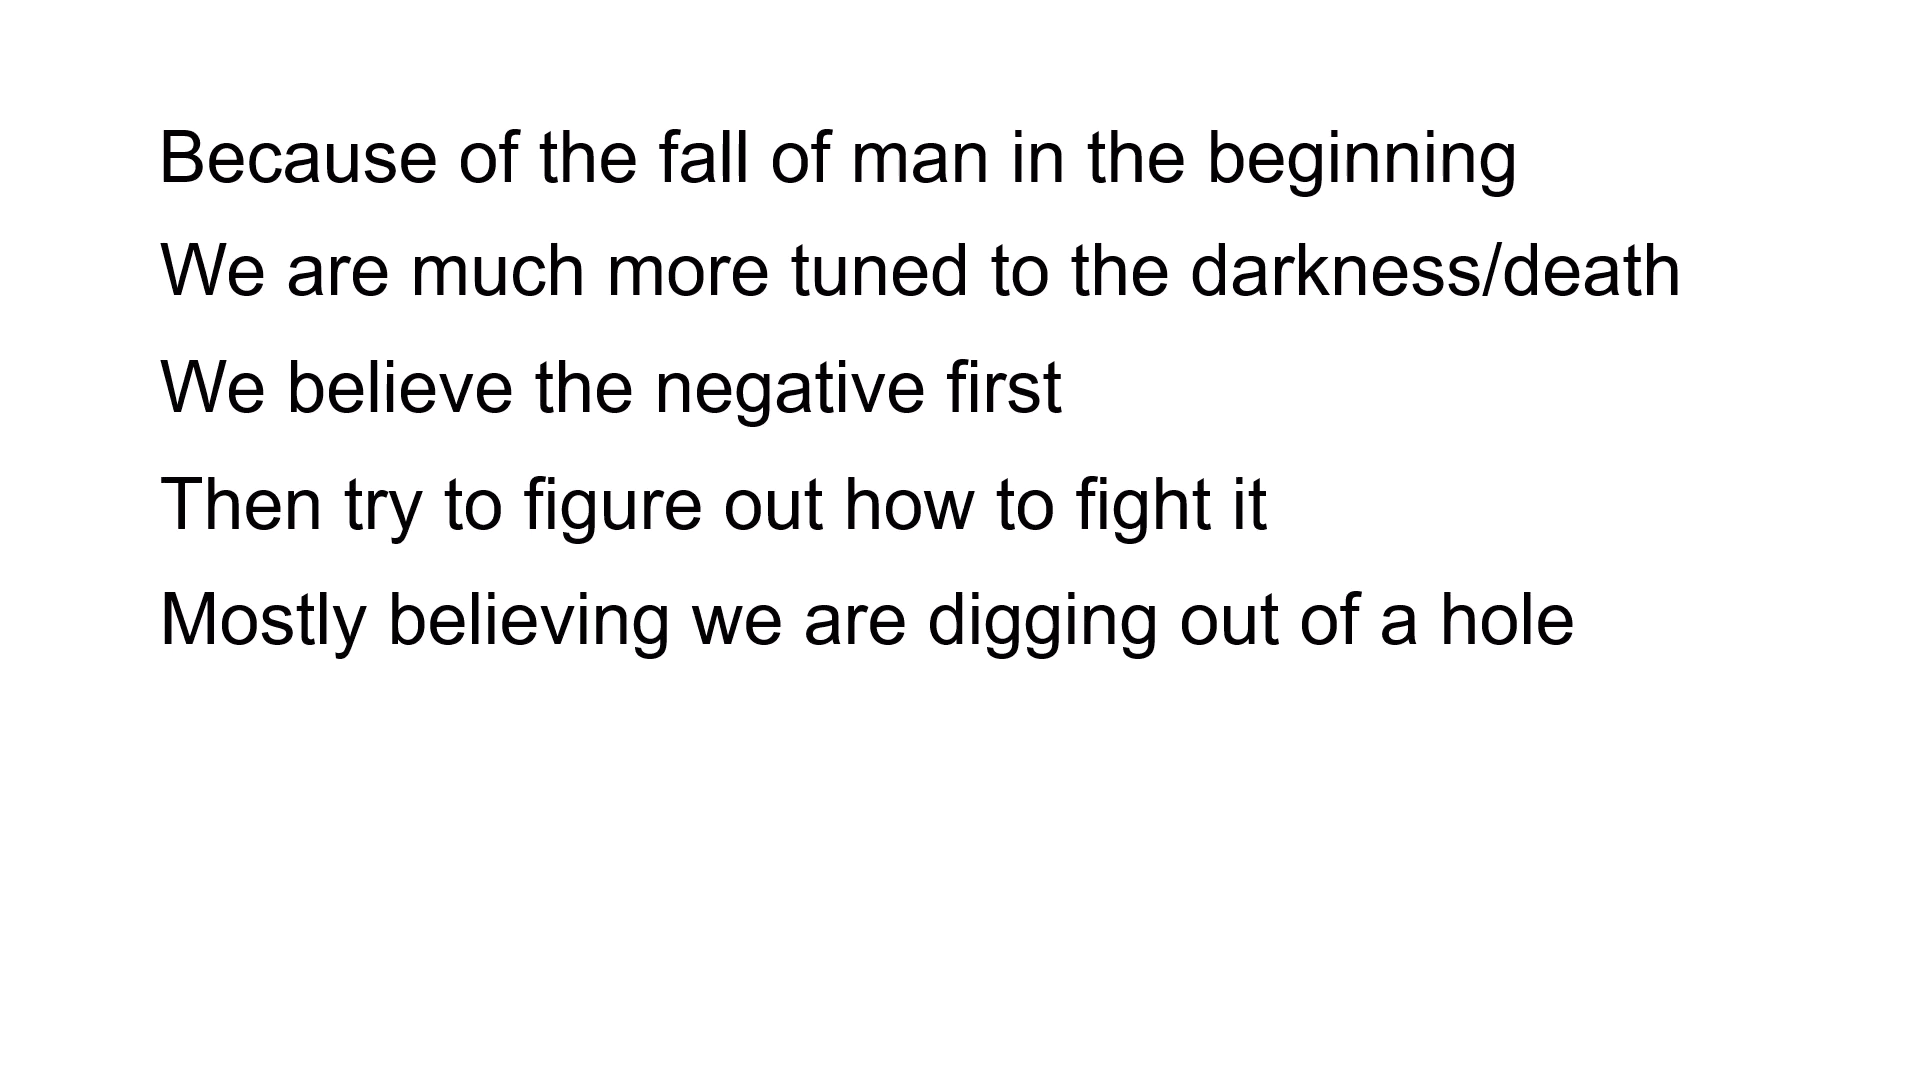 Because of the fall of man in the beginning
We are much more tuned to the darkness/death
We believe the negative first
Then try to figure out how to fight it
Mostly believing we are digging out of a hole